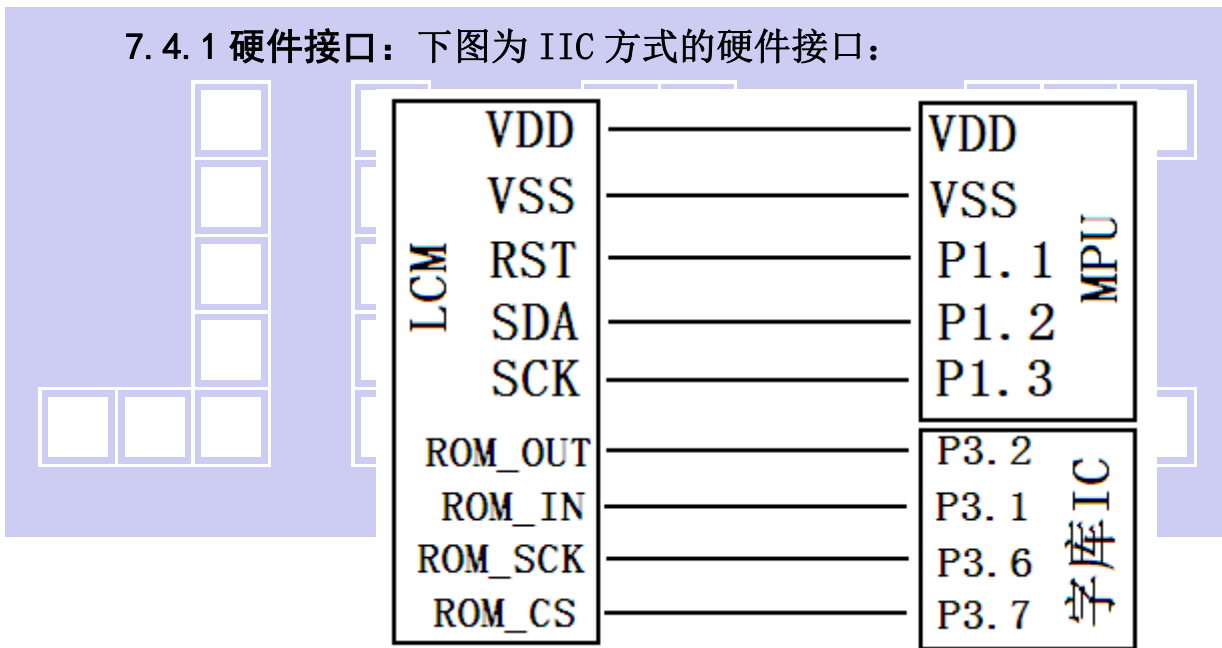 7.4.1 硬件接口：下图为 IIC 方式的硬件接口：
VDD VDD
VSS VSS
RST P1.1
SDA P1.2
SCK P1.3
LCM
MPU
ROM_OUT P3.2
ROM_IN P3.1
ROM_SCK P3.6
ROM_CS P3.7
字库IC